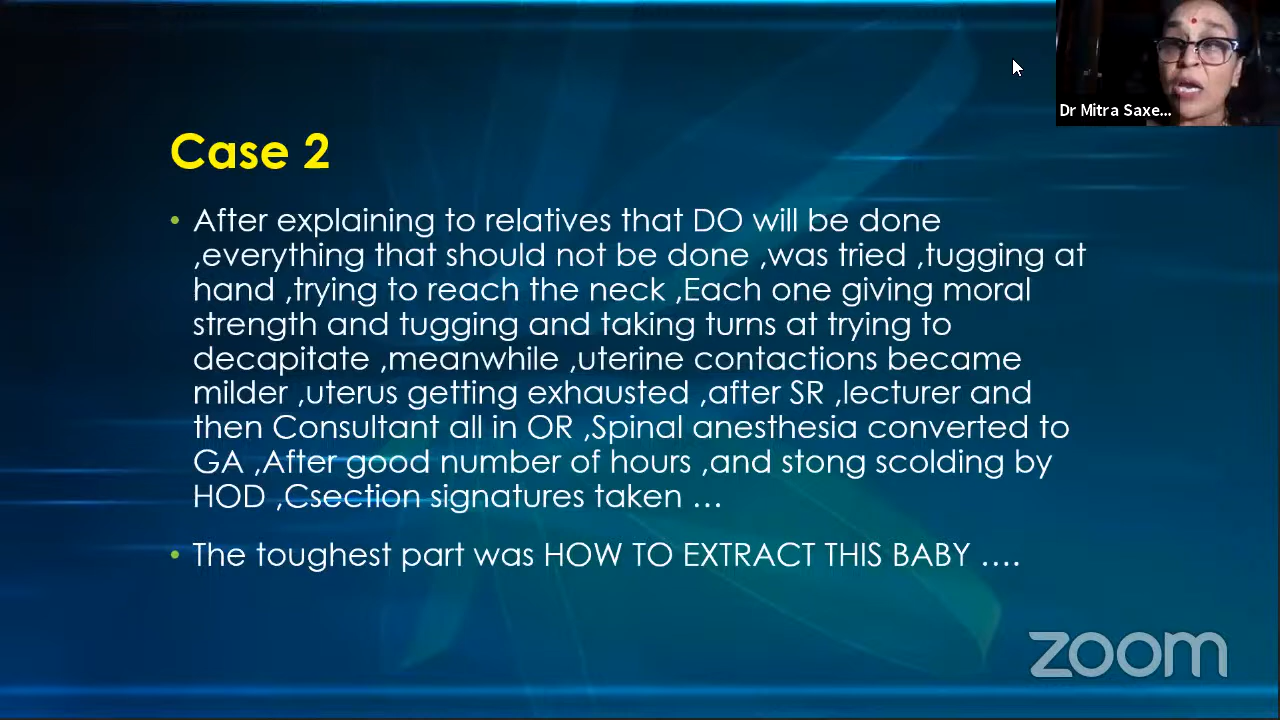 Dr Mitra Saxe...
Case 2
• After explaining to relatives that DO will be done
,everything that should not be done ,was tried ,tugging at
hand ,trying to reach the neck ,Each one giving moral
strength and tugging and taking turns at trying to
decapitate ,meanwhile ,uterine contactions became
milder ,uterus getting exhausted ,after SR ,lecturer and
then Consultant all in OR ,Spinal anesthesia converted to
GA ,After good number of hours ,and stong scolding by
HOD ,Csection signatures taken …
• The toughest part was HOW TO EXTRACT THIS BABY ….
zoom